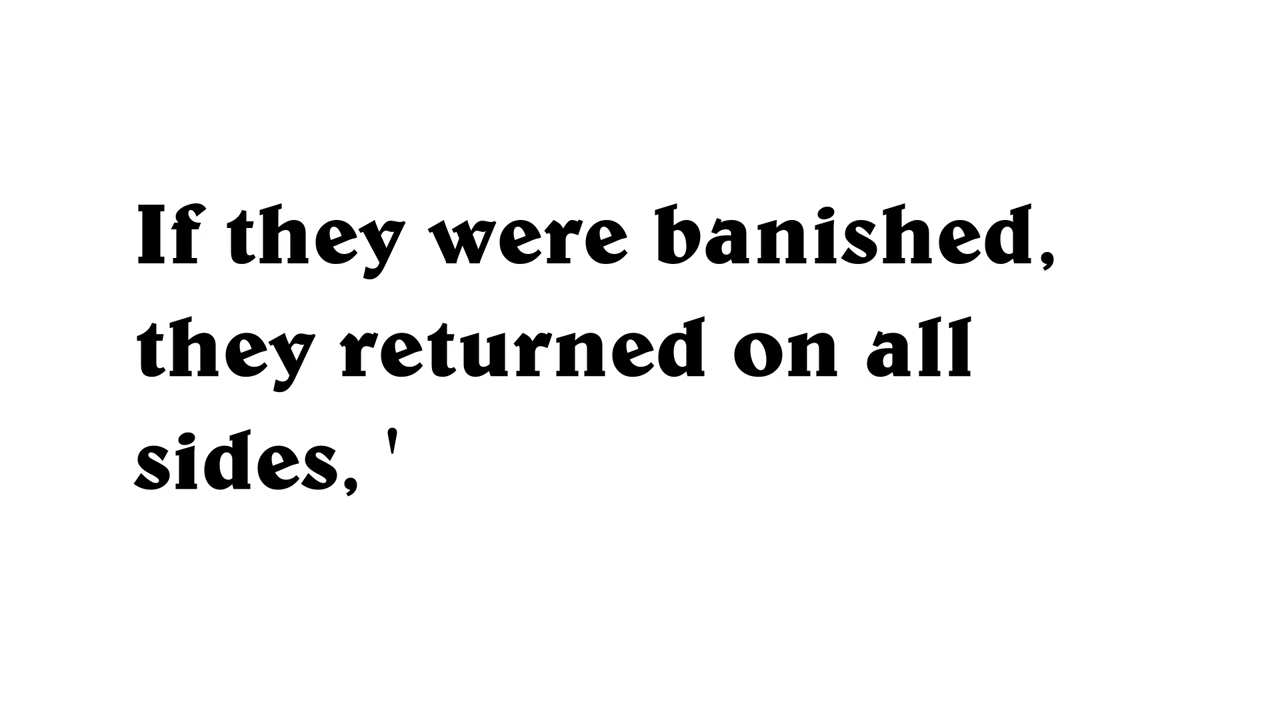 If they were banished,
they returned on all
sides, '